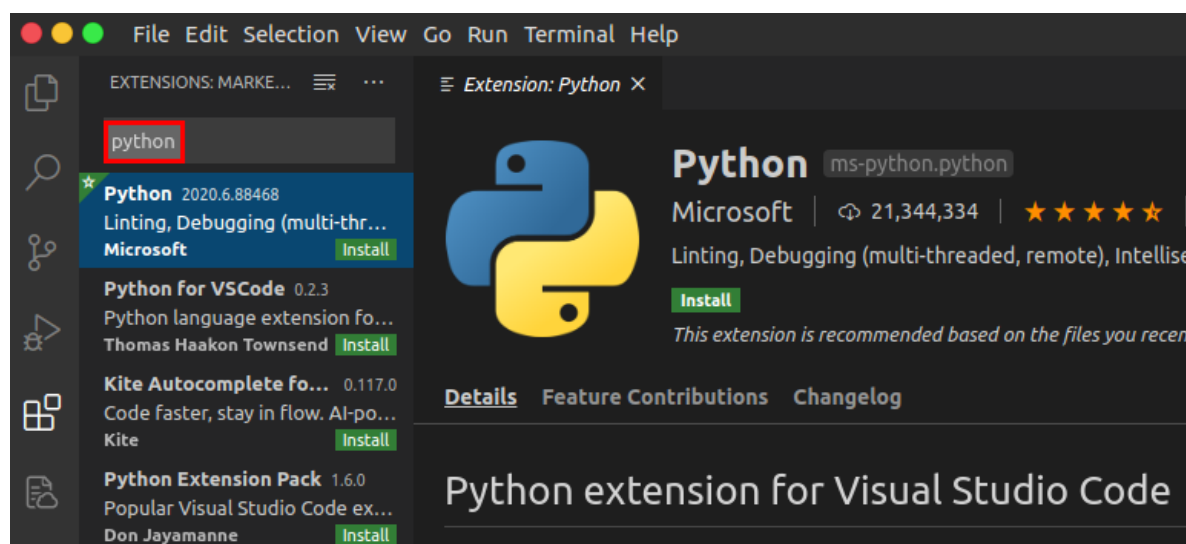 File Edit Selection View Go Run Terminal Help
EXTENSIONS: MARKE...
python
Python 2020.6.88468
Linting, Debugging (multi-thr...
Microsoft Install
Python for VSCode 0.2.3
Python language extension fo...
Thomas Haakon Townsend Install
Kite Autocomplete fo... 0.117.0
Code faster, stay in flow. AI-po...
Kite Install
Python Extension Pack 1.6.0
Popular Visual Studio Code ex...
Don Jayamanne Install
Extension: Python
Python ms-python.python
Microsoft 21,344,334
Linting, Debugging (multi-threaded, remote), Intellise
Install
This extension is recommended based on the files you recen
Details Feature Contributions Changelog
Python extension for Visual Studio Code